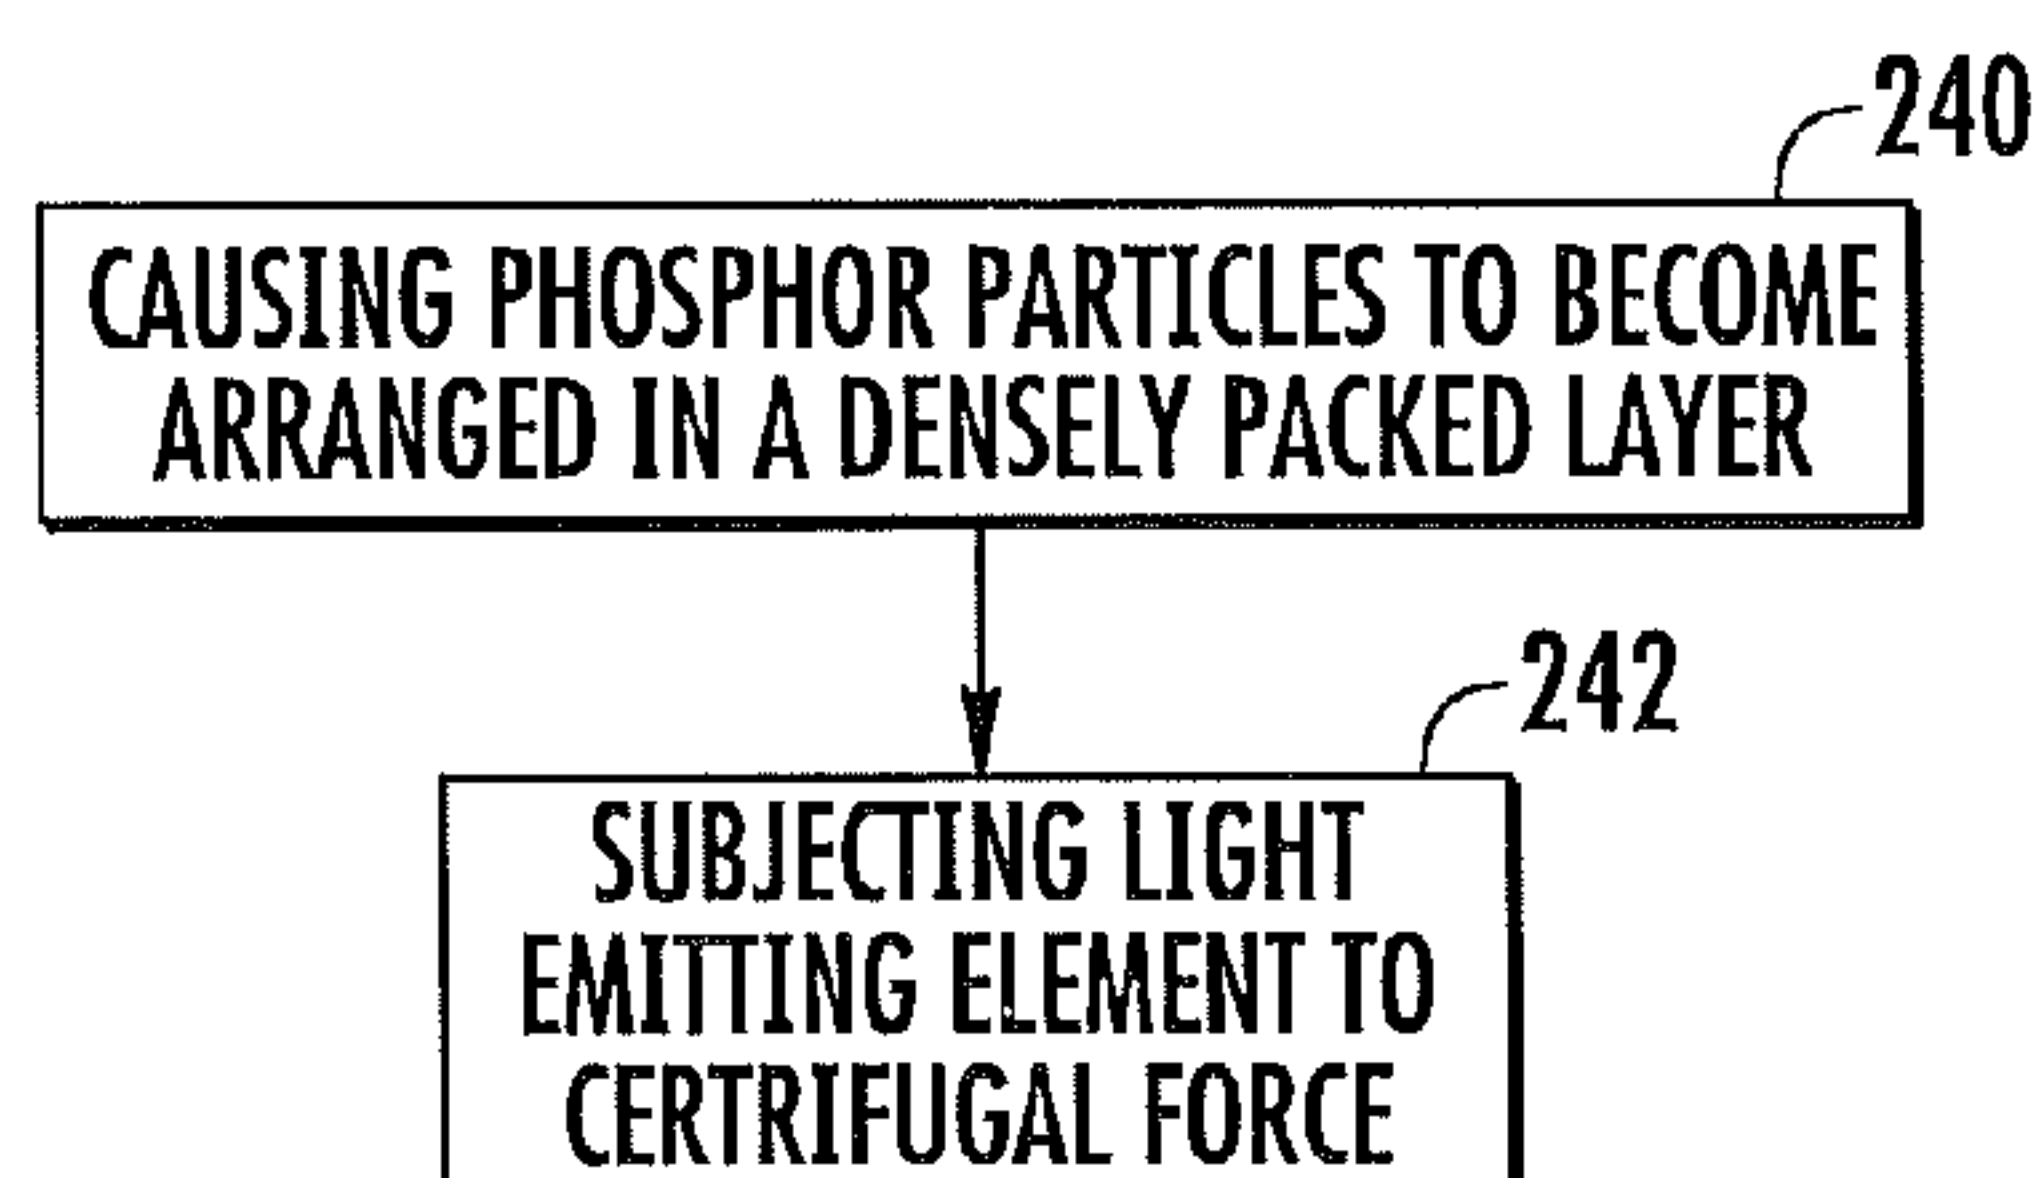 240
CAUSING PHOSPHOR PARTICLES TO BECOME
ARRANGED IN A DENSELY PACKED LAYER
242
SUBJECTING LIGHT
EMITTING ELEMENT TO
CERTRIFUGAL FORCE